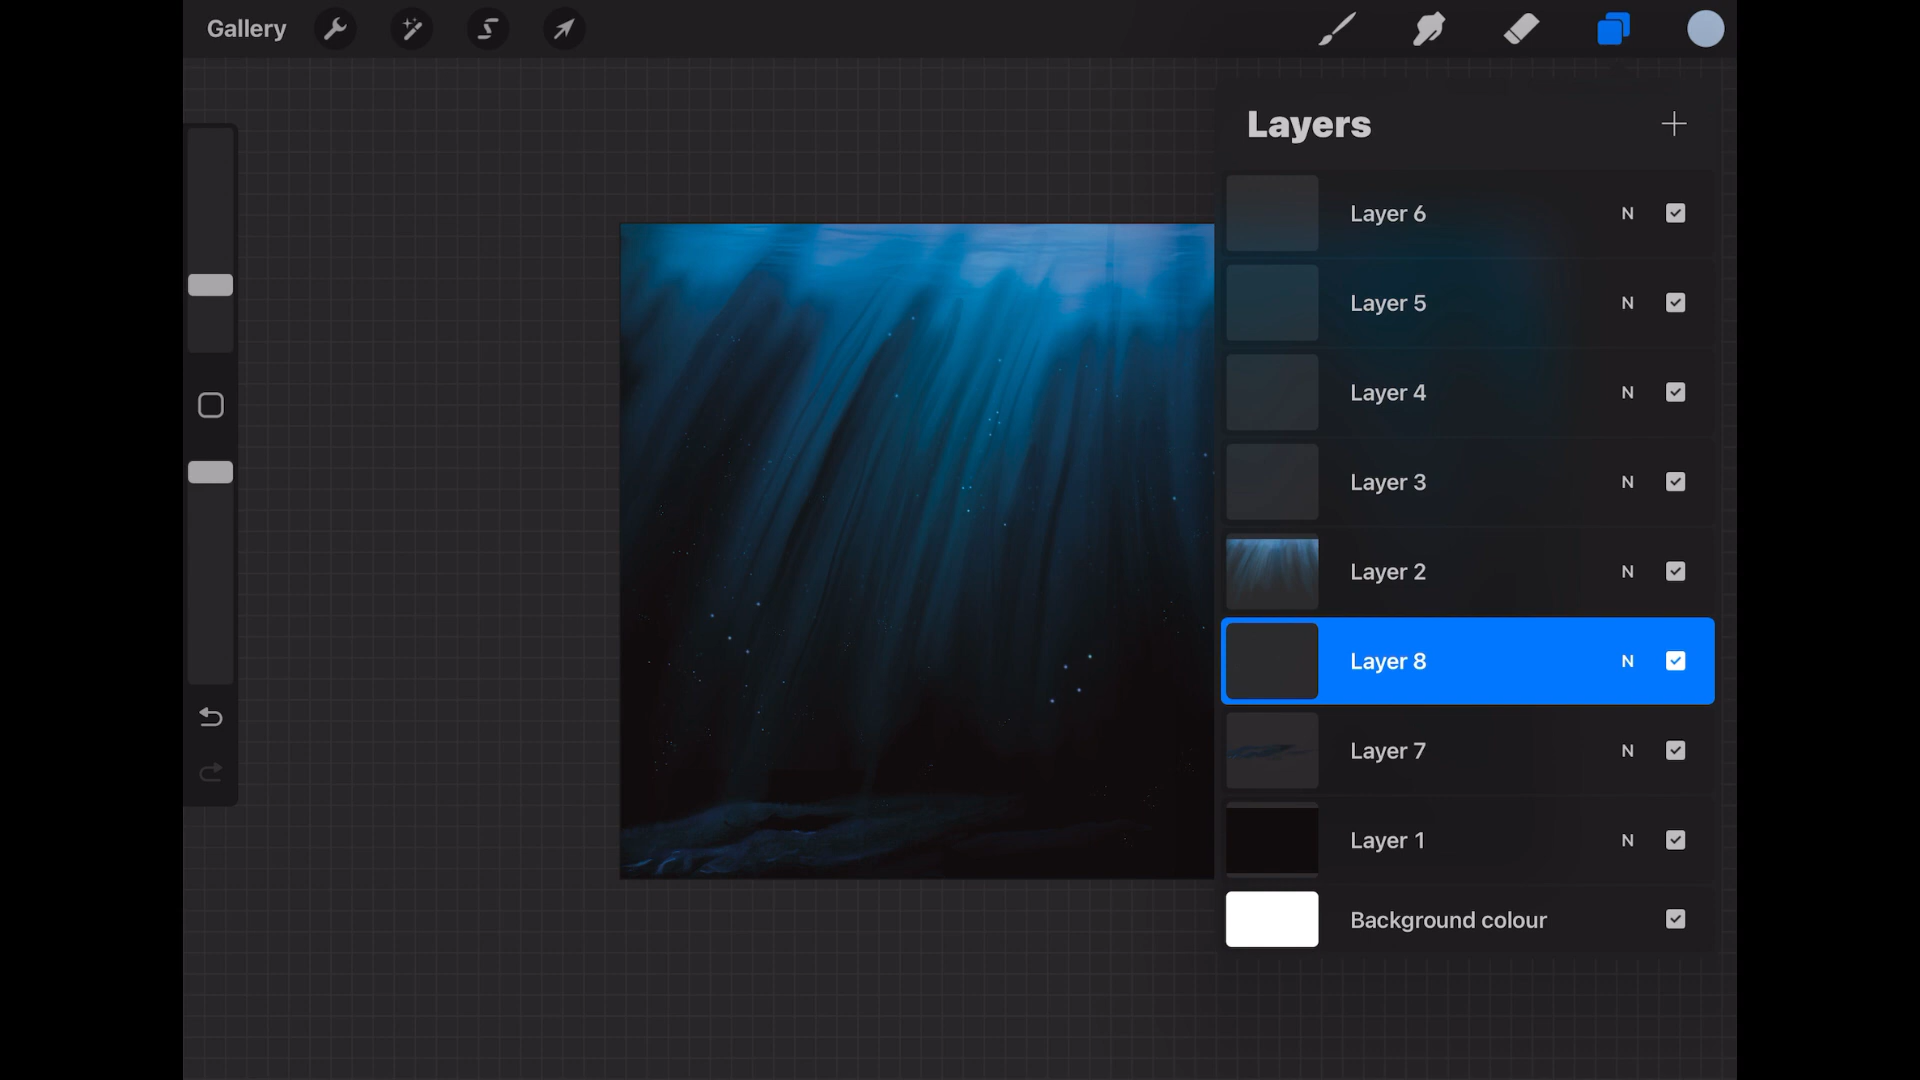 Gallery
Layers
Layer 6 N
Layer 5 N
Layer 4 N
Layer 3 N
Layer 2 N
Layer 8 N
Layer 7 N
Layer 1 N
Background colour